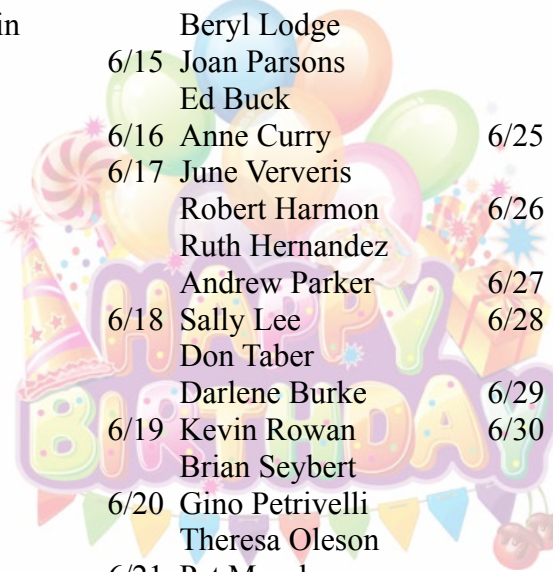 in Beryl Lodge
6/15 Joan Parsons
Ed Buck
6/16 Anne Curry 6/25
6/17 June Ververis
Robert Harmon 6/26
Ruth Hernandez
Andrew Parker 6/27
6/18 Sally Lee 6/28
Don Taber
Darlene Burke 6/29
6/19 Kevin Rowan 6/30
Brian Seybert
6/20 Gino Petrivelli
Theresa Oleson
6/21 Pat
HAPPY
BIRTHDAY